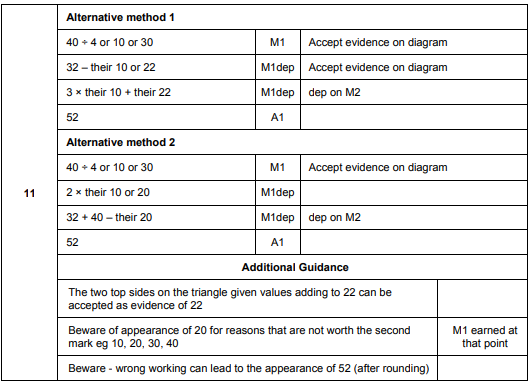 Alternative method 1
40 ÷ 4 or 10 or 30 M1 Accept evidence on diagram
32 – their 10 or 22 M1dep Accept evidence on diagram
3 × their 10 + their 22 M1dep dep on M2
52 A1
Alternative method 2
40 ÷ 4 or 10 or 30 M1 Accept evidence on diagram
11
2 × their 10 or 20 M1dep
32 + 40 – their 20 M1dep dep on M2
52 A1
Additional Guidance
The two top sides on the triangle given values adding to 22 can be
accepted as evidence of 22
Beware of appearance of 20 for reasons that are not worth the second
mark eg 10, 20, 30, 40
M1 earned at
that point
Beware - wrong working can lead to the appearance of 52 (after rounding)